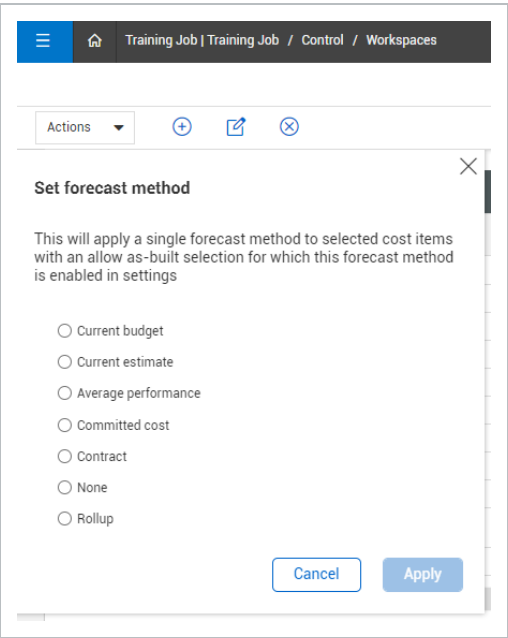 Training Job | Training Job / Control / Workspaces
Actions
Set forecast method
This will apply a single forecast method to selected cost items
with an allow as-built selection for which this forecast method
is enabled in settings
Current budget
Current estimate
Average performance
Committed cost
Contract
None
Rollup
Cancel Apply